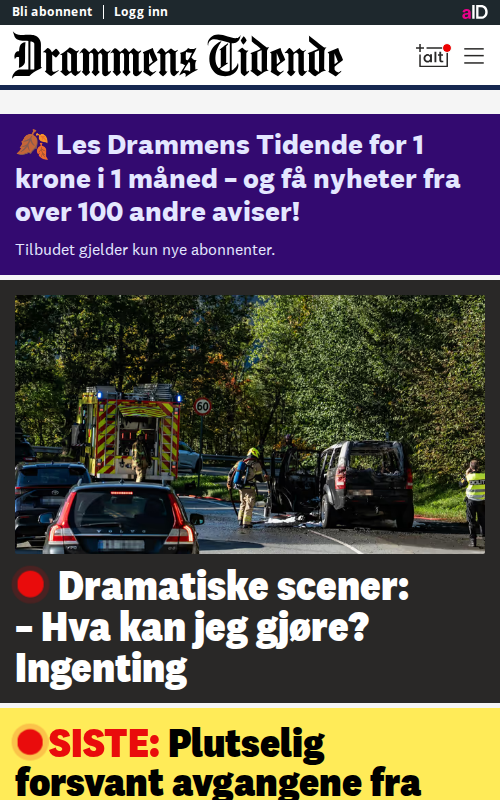 Bli abonnent | Logg inn
aID
Drammens Tidende
+alt
🍂 Les Drammens Tidende for 1
krone i 1 måned – og få nyheter fra
over 100 andre aviser!
Tilbudet gjelder kun nye abonnenter.
60
POLITI
Dramatiske scener:
– Hva kan jeg gjøre?
Ingenting
SISTE: Plutselig
forsvant avgangene fra